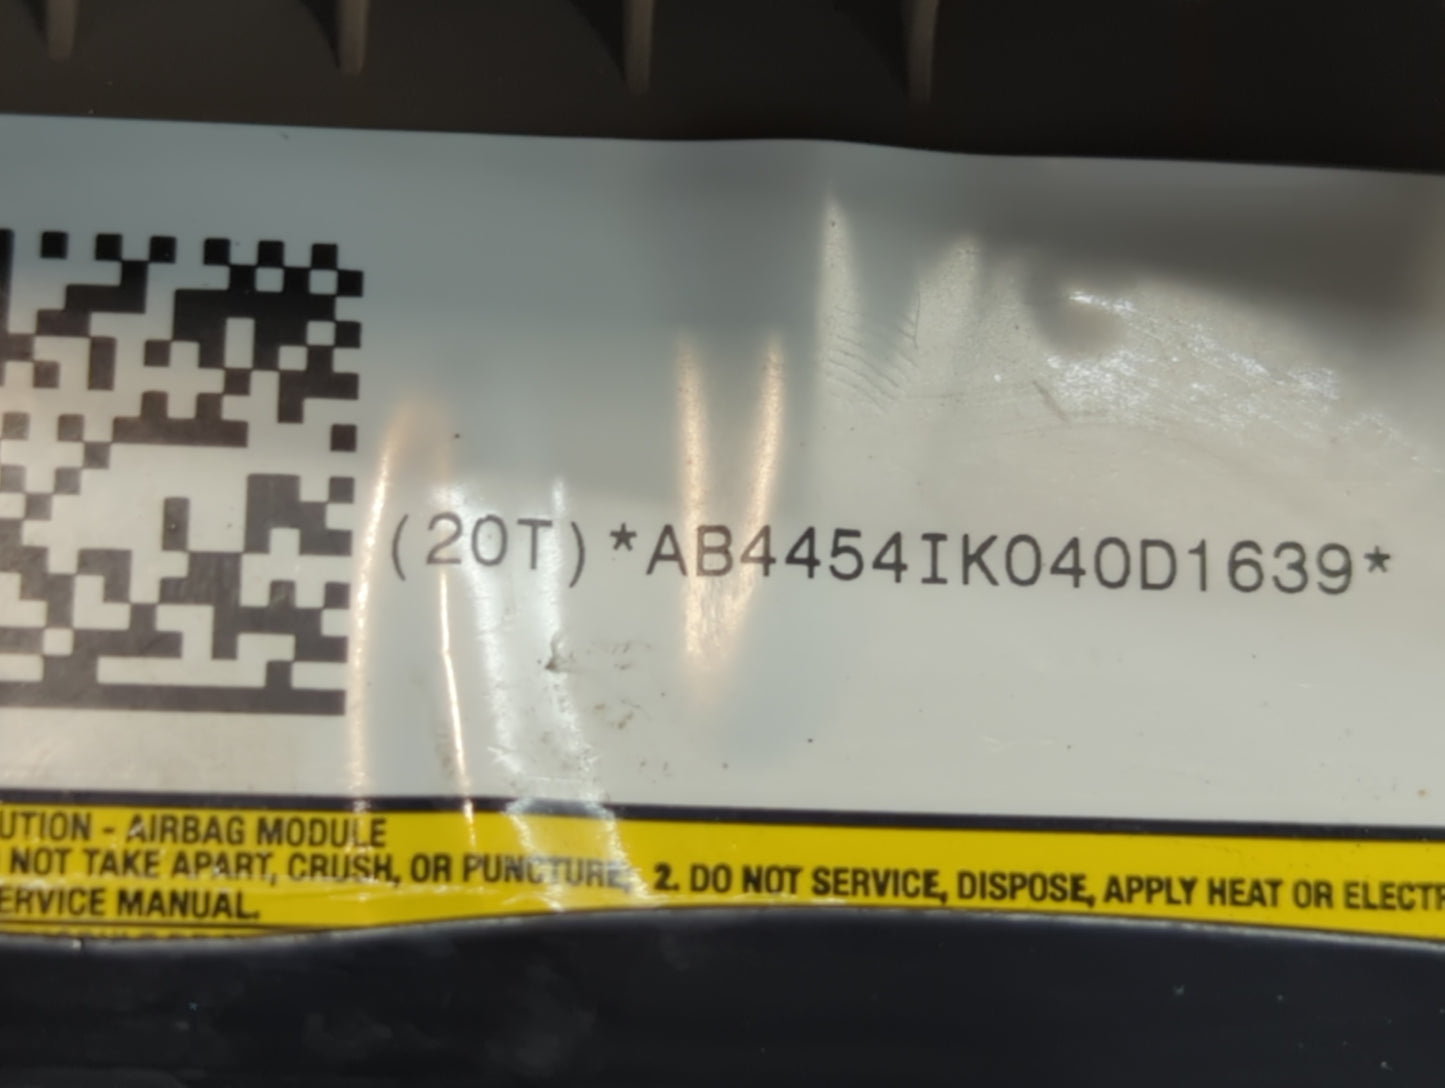 (20T)*AB4454IK040D1639*
UTION - AIRBAG MODULE
NOT TAKE APART, CRUSH, OR PUNCTURE, 2. DO NOT SERVICE, DISPOSE, APPLY HEAT OR ELECTR
ERVICE MANUAL.